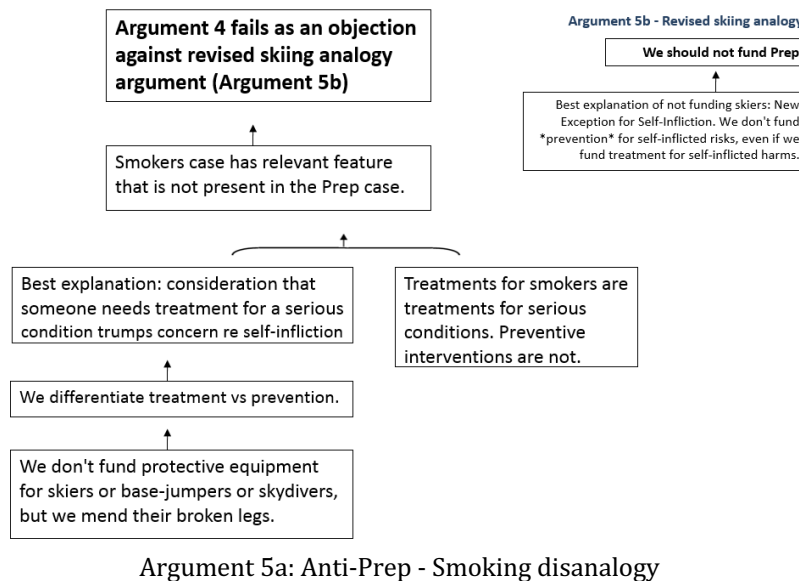 Argument 4 fails as an objection
against revised skiing analogy
argument (Argument 5b)
Smokers case has relevant feature
that is not present in the Prep case.
Best explanation: consideration that
someone needs treatment for a serious
condition trumps concern re self-infliction
Treatments for smokers are
treatments for serious
conditions. Preventive
interventions are not.
We differentiate treatment vs prevention.
We don't fund protective equipment
for skiers or base-jumpers or skydivers,
but we mend their broken legs.
Argument 5b - Revised skiing analogy
We should not fund Prep
Best explanation of not funding skiers: New
Exception for Self-Infliction. We don't fund
*prevention* for self-inflicted risks, even if we
fund treatment for self-inflicted harms.
Argument 5a: Anti-Prep - Smoking disanalogy